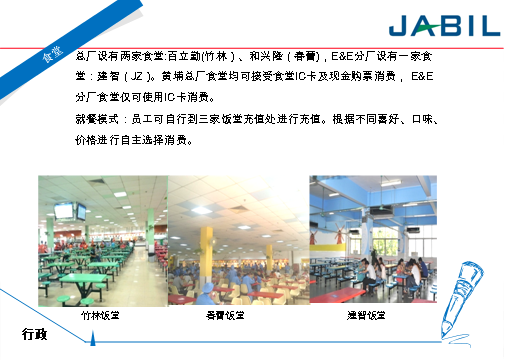 食堂
JABIL
总厂设有两家食堂:百立勤(竹林）、和兴隆（春蕾)，E&E分厂设有一家食
堂：建智（JZ )。黄埔总厂食堂均可接受食堂IC卡及现金购票消费， E&E
分厂食堂仅可使用IC卡消费。
就餐模式：员工可自行到三家饭堂充值处进行充值。根据不同喜好、口味、
价格进行自主选择消费。
竹林饭堂 春蕾饭堂 建智饭堂
行政